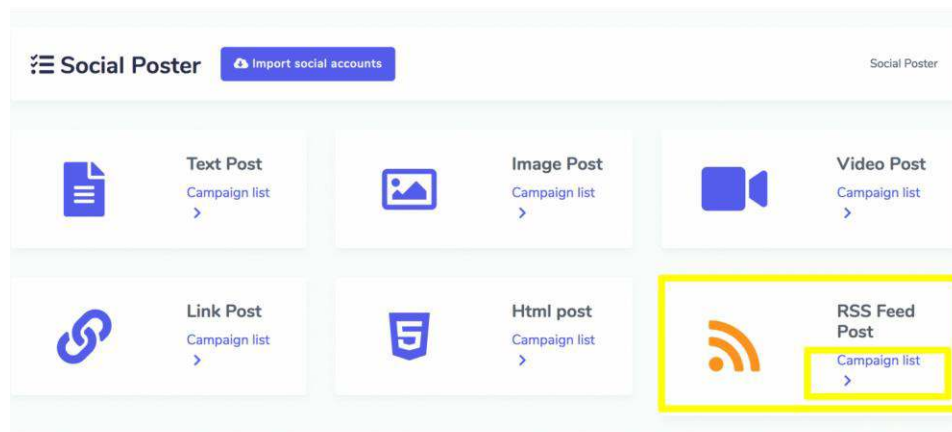 Social Poster
Import social accounts
Social Poster
Text Post
Campaign list
Image Post
Campaign list
Video Post
Campaign list
Link Post
Campaign list
Html post
Campaign list
RSS Feed
Post
Campaign list